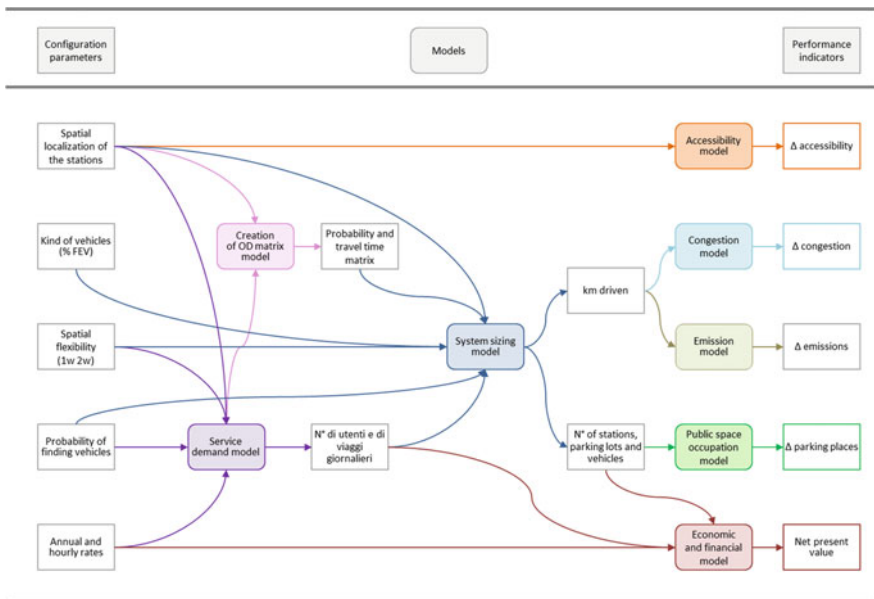 Configuration
parameters
Models
Performance
indicators
Spatial
localization of
the stations
Accessibility
model
Δ accessibility
Kind of vehicles
(% FEV)
Creation
of OD matrix
model
Probability and
travel time
matrix
Congestion
model
Δ congestion
km driven
Spatial
flexibility
(1w 2w)
System sizing
model
Emission
model
Δ emissions
Probability of
finding vehicles
Service
demand model
N° di utenti e di
viaggi
giornalieri
N° of stations,
parking lots and
vehicles
Public space
occupation
model
Δ parking places
Annual and
hourly rates
Economic
and financial
model
Net present
value